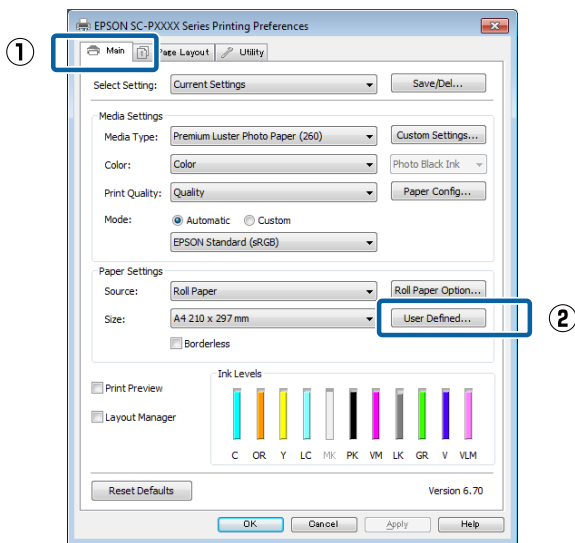 EPSON SC-PXXXX Series Printing Preferences
①
Main Page Layout Utility
Select Setting: Current Settings Save/Del...
Media Settings
Media Type: Premium Luster Photo Paper (260) Custom Settings...
Color: Color Photo Black Ink
Print Quality: Quality Paper Config...
Mode: Automatic Custom
EPSON Standard (sRGB)
Paper Settings
Source: Roll Paper Roll Paper Option...
Size: A4 210 x 297 mm User Defined...
②
Borderless
Ink Levels
Print Preview
Layout Manager
C OR Y LC MK PK VM LK GR V VLM
Reset Defaults Version 6.70
OK Cancel Apply Help